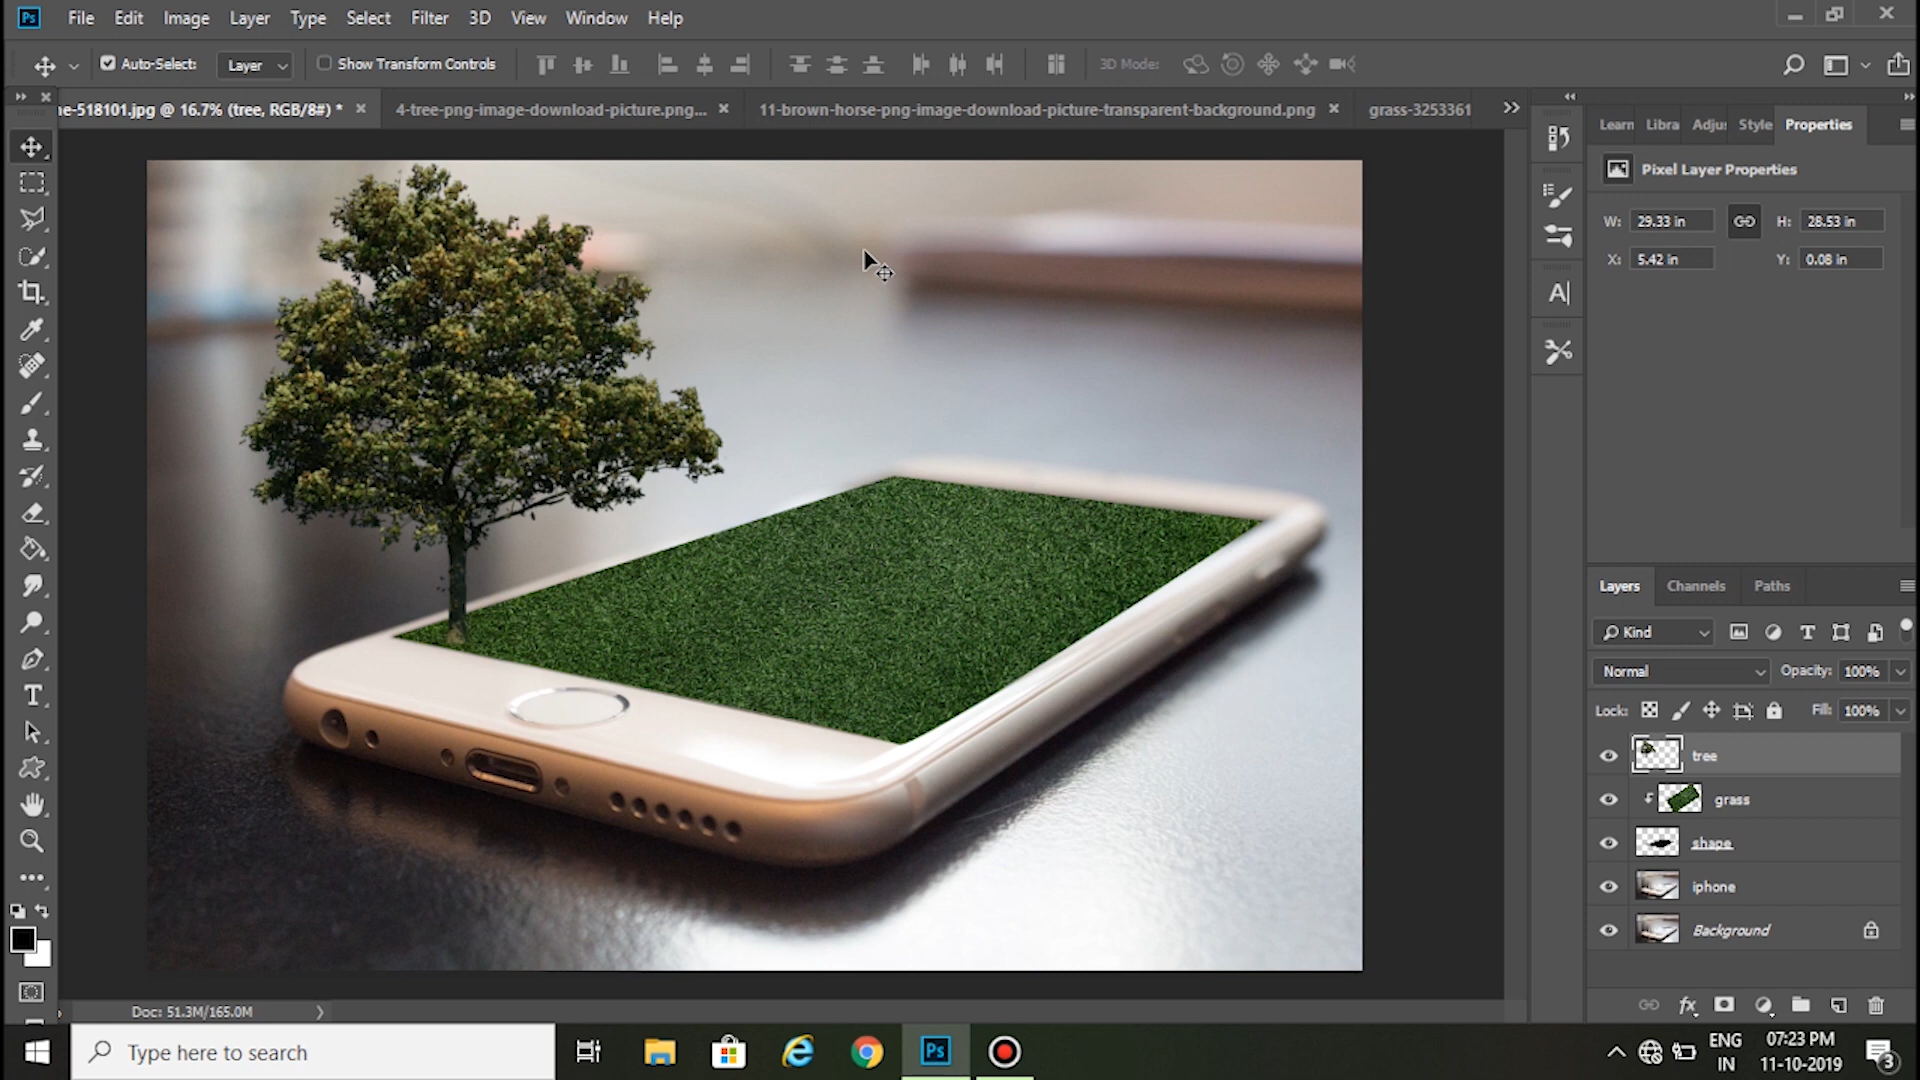 Ps File Edit Image Layer Type Select Filter 3D View Window Help
Auto-Select: Layer Show Transform Controls 3D Mode:
ne-518101.jpg @ 16.7% (tree, RGB/8#) * 4-tree-png-image-download-picture.png... 11-brown-horse-png-image-download-picture-transparent-background.png grass-3253361
Learn Libra Adju Style Properties
Pixel Layer Properties
W: 29.33 in H: 28.53 in
X: 5.42 in Y: 0.08 in
Layers Channels Paths
Kind
Normal Opacity: 100%
Lock: Fill: 100%
tree
grass
shape
iphone
Background
Doc: 51.3M/165.0M
Type here to search
Ps
ENG
IN
07:23 PM
11-10-2019
3